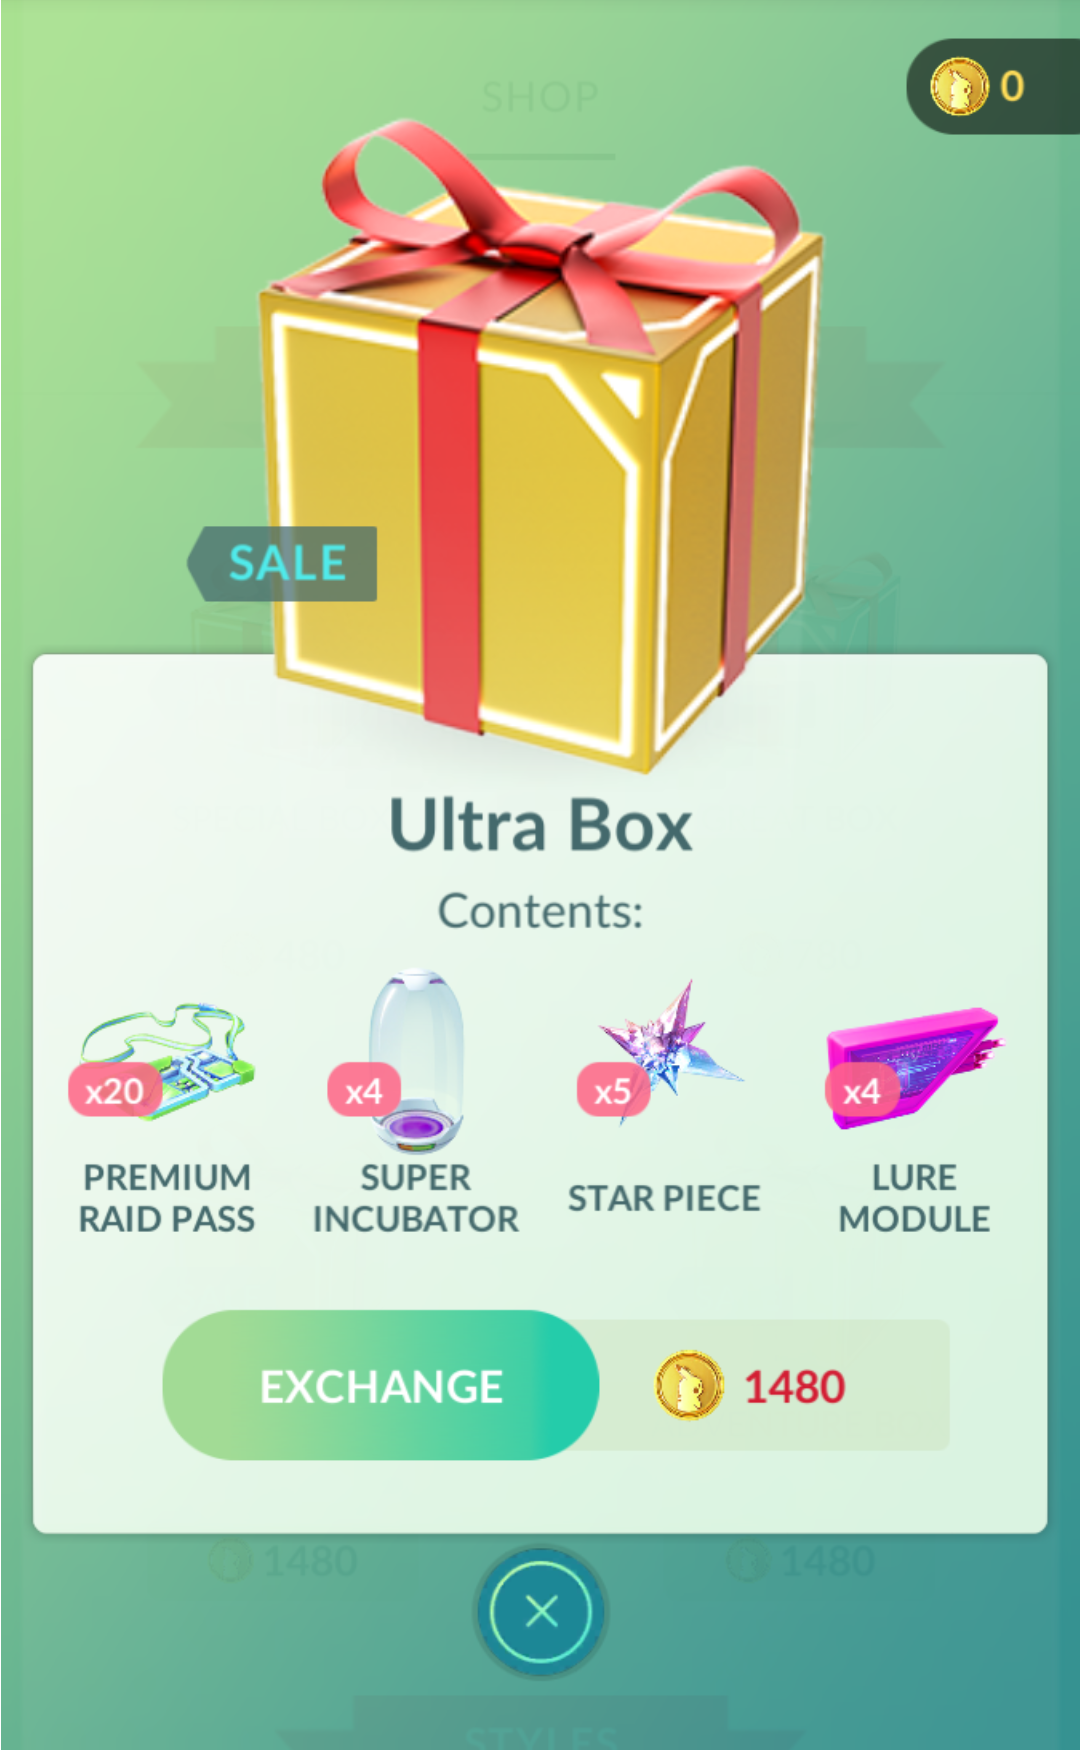 SHOP
0
SALE
Ultra Box
Contents:
x20
x4
x5
x4
PREMIUM
RAID PASS
SUPER
INCUBATOR
STAR PIECE
LURE
MODULE
EXCHANGE
1480
1480
1480
STYLES